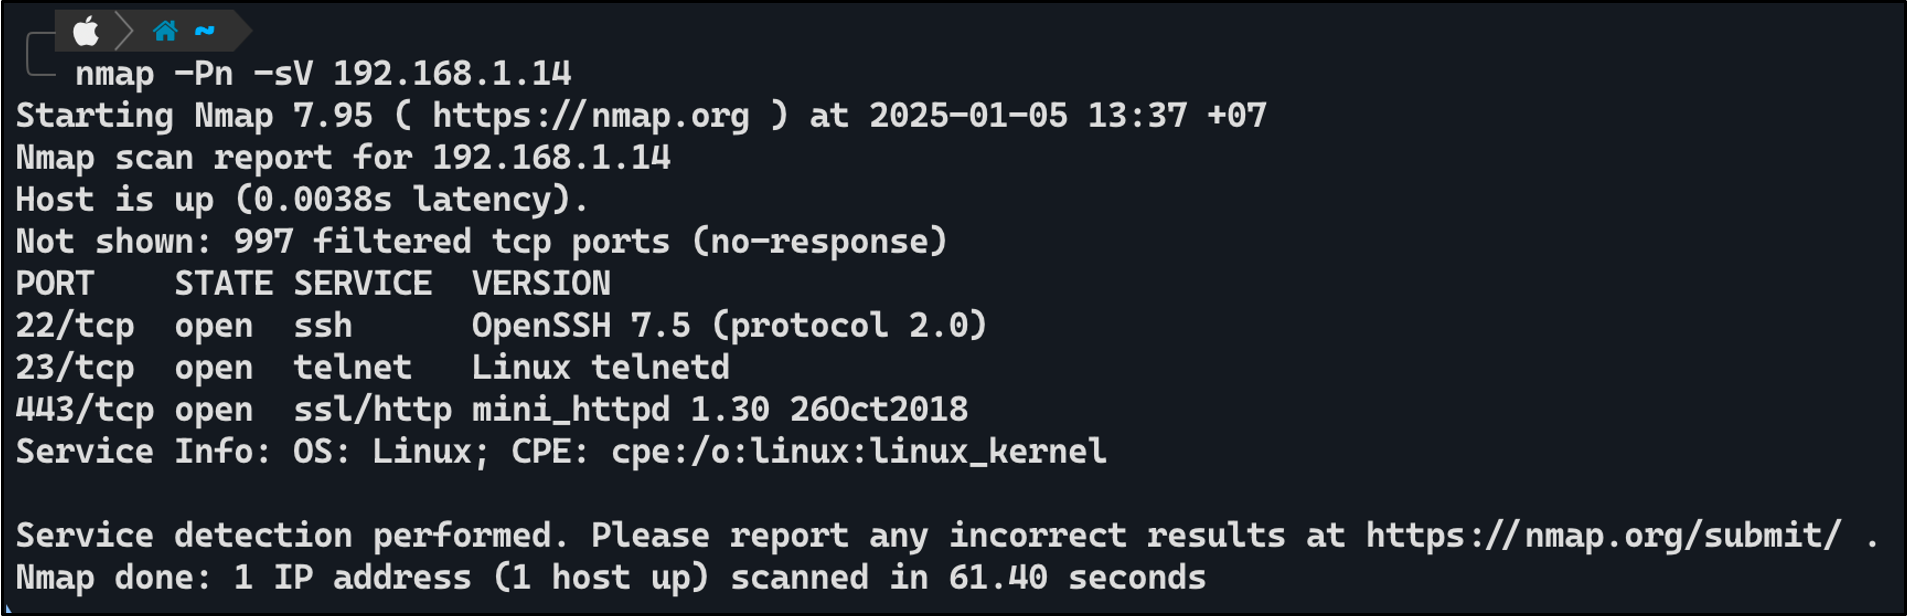 ~
nmap -Pn -sV 192.168.1.14
Starting Nmap 7.95 ( https://nmap.org ) at 2025-01-05 13:37 +07
Nmap scan report for 192.168.1.14
Host is up (0.0038s latency).
Not shown: 997 filtered tcp ports (no-response)
PORT    STATE SERVICE  VERSION
22/tcp  open  ssh      OpenSSH 7.5 (protocol 2.0)
23/tcp  open  telnet   Linux telnetd
443/tcp open  ssl/http mini_httpd 1.30 26Oct2018
Service Info: OS: Linux; CPE: cpe:/o:linux:linux_kernel
Service detection performed. Please report any incorrect results at https://nmap.org/submit/ .
Nmap done: 1 IP address (1 host up) scanned in 61.40 seconds